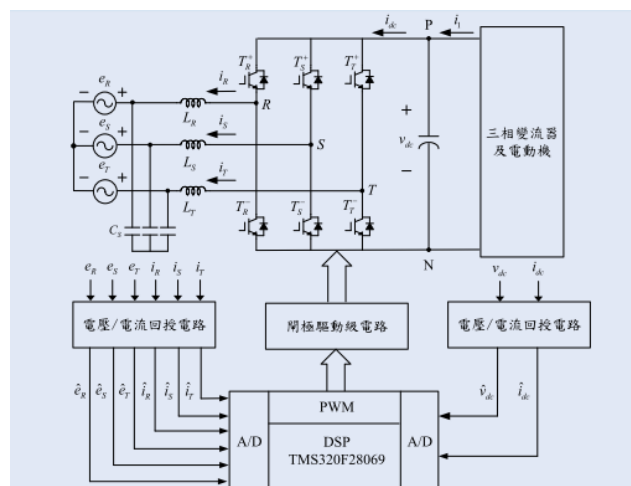 i_dc P i_1
T_R^+ T_S^+ T_T^+
e_R i_R R
L_R
e_S i_S S
L_S
e_T i_T T
L_T
C_S
T_R^- T_S^- T_T^-
+
v_dc
−
三相變流器
及電動機
N
e_R e_S e_T i_R i_S i_T
v_dc i_dc
電壓/電流回授電路
閘極驅動級電路
電壓/電流回授電路
ê_R ê_S ê_T î_R î_S î_T
v̂_dc î_dc
A/D
PWM
DSP
TMS320F28069
A/D